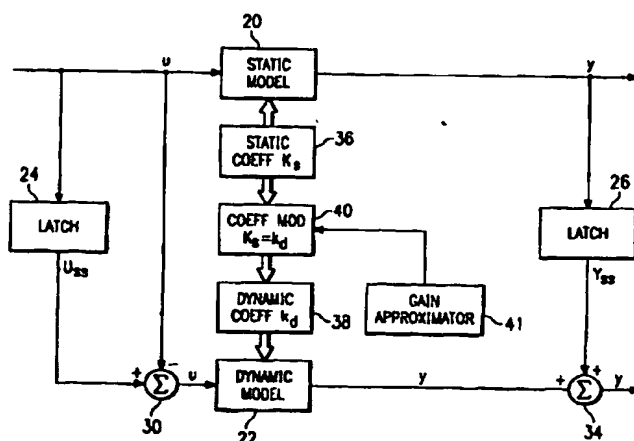 20
u
STATIC
MODEL
y
STATIC
COEFF Ks
36
24
LATCH
Uss
COEFF MOD
Ks=kd
40
26
LATCH
Yss
DYNAMIC
COEFF kd
38
GAIN
APPROXIMATOR
41
+
-
Σ
30
u
DYNAMIC
MODEL
22
y
+
+
Σ
y
34